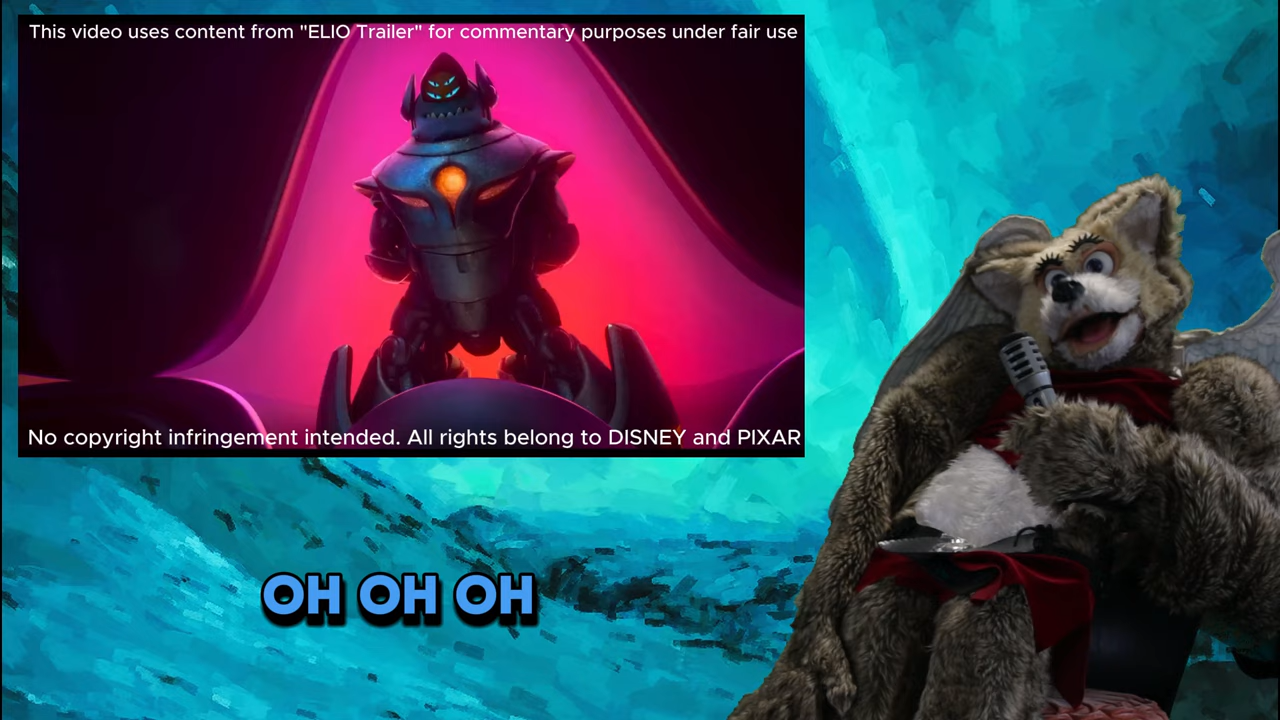 This video uses content from "ELIO Trailer" for commentary purposes under fair use
No copyright infringement intended. All rights belong to DISNEY and PIXAR
OH OH OH